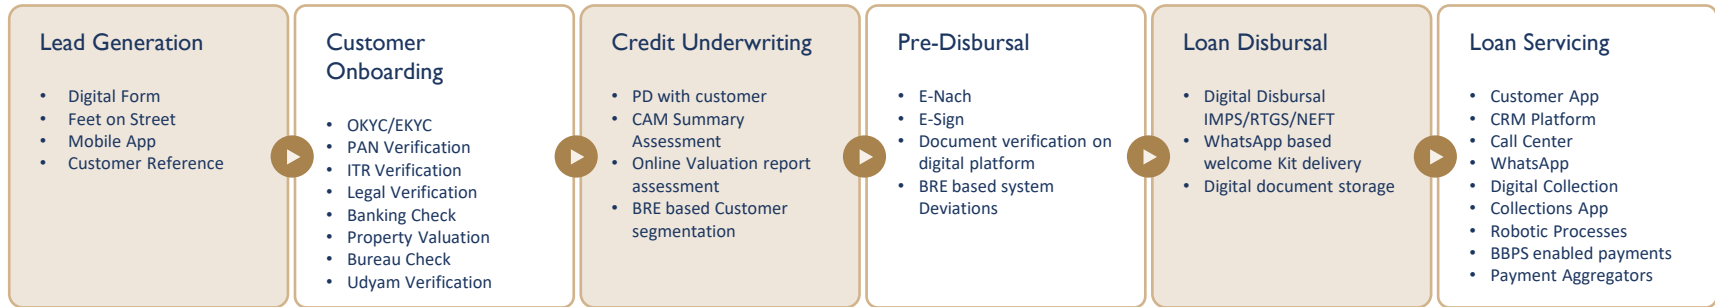 Lead Generation
• Digital Form
• Feet on Street
• Mobile App
• Customer Reference
Customer
Onboarding
• OKYC/EKYC
• PAN Verification
• ITR Verification
• Legal Verification
• Banking Check
• Property Valuation
• Bureau Check
• Udyam Verification
Credit Underwriting
• PD with customer
• CAM Summary
Assessment
• Online Valuation report
assessment
• BRE based Customer
segmentation
Pre-Disbursal
• E-Nach
• E-Sign
• Document verification on
digital platform
• BRE based system
Deviations
Loan Disbursal
• Digital Disbursal
IMPS/RTGS/NEFT
• WhatsApp based
welcome Kit delivery
• Digital document storage
Loan Servicing
• Customer App
• CRM Platform
• Call Center
• WhatsApp
• Digital Collection
• Collections App
• Robotic Processes
• BBPS enabled payments
• Payment Aggregators